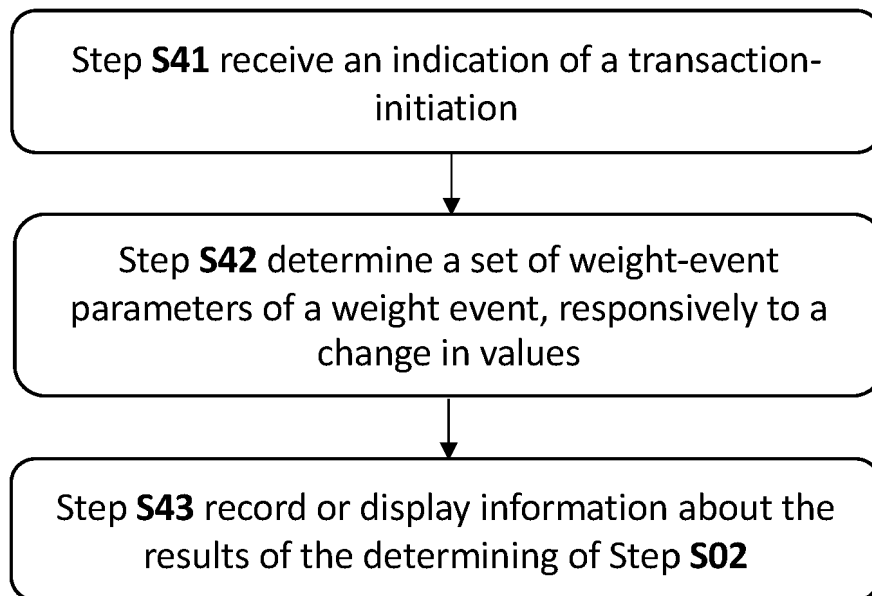 Step S41 receive an indication of a transaction-
initiation
Step S42 determine a set of weight-event
parameters of a weight event, responsively to a
change in values
Step S43 record or display information about the
results of the determining of Step S02